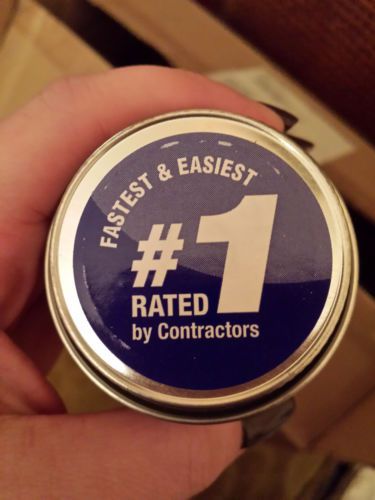 FASTEST & EASIEST
#1
RATED
by Contractors